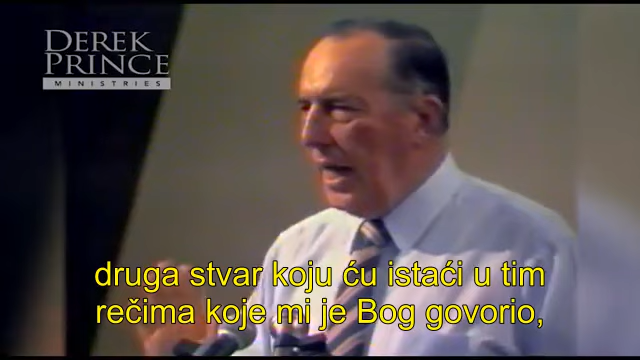 DEREK
PRINCE
MINISTRIES
druga stvar koju ću istaći u tim
rečima koje mi je Bog govorio,